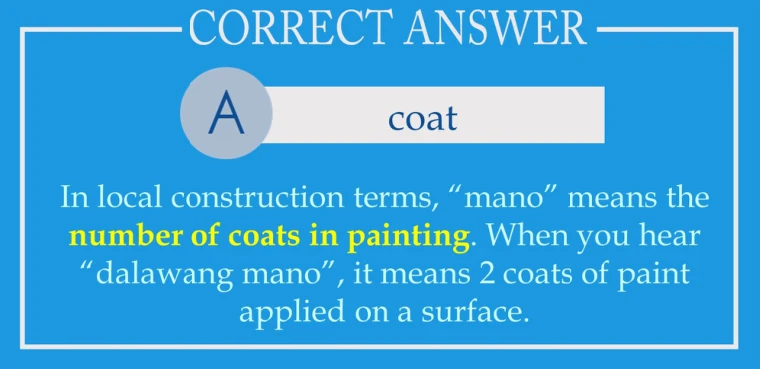 CORRECT ANSWER
A
coat
In local construction terms, “mano” means the
number of coats in painting. When you hear
“dalawang mano”, it means 2 coats of paint
applied on a surface.